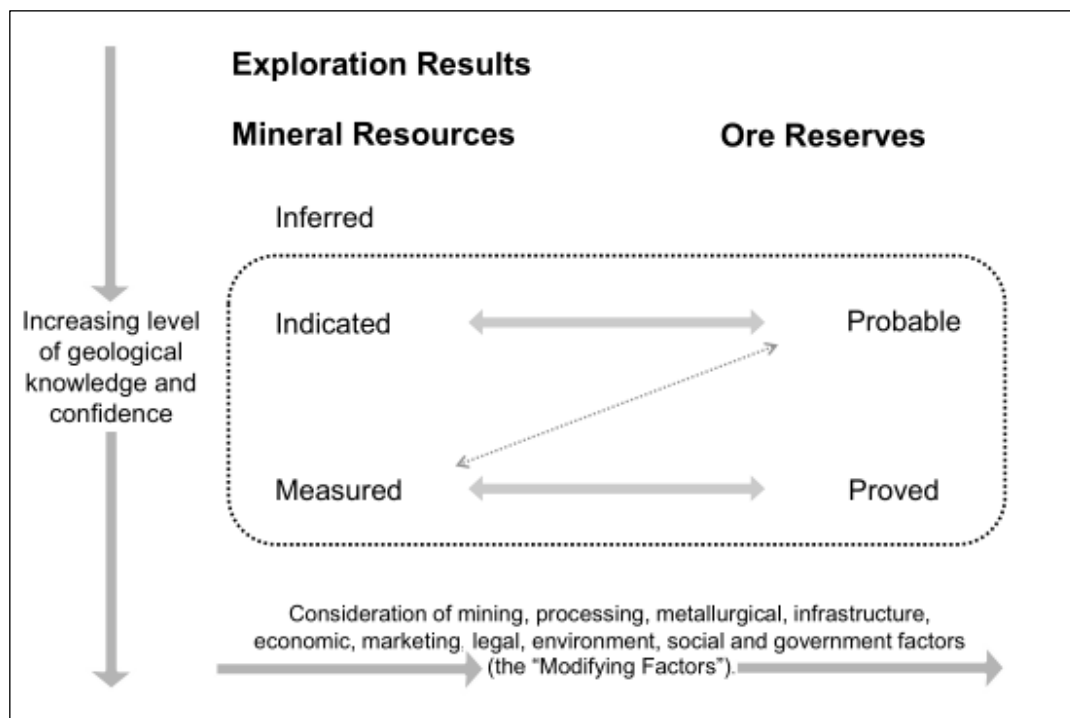 Exploration Results
Mineral Resources
Ore Reserves
Inferred
Increasing level
of geological
knowledge and
confidence
Indicated
Probable
Measured
Proved
Consideration of mining, processing, metallurgical, infrastructure,
economic, marketing, legal, environment, social and government factors
(the “Modifying Factors”).